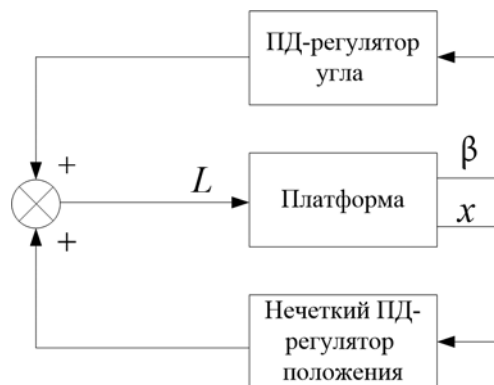 ПД-регулятор
угла
+
L
β
Платформа
x
+
Нечеткий ПД-
регулятор
положения